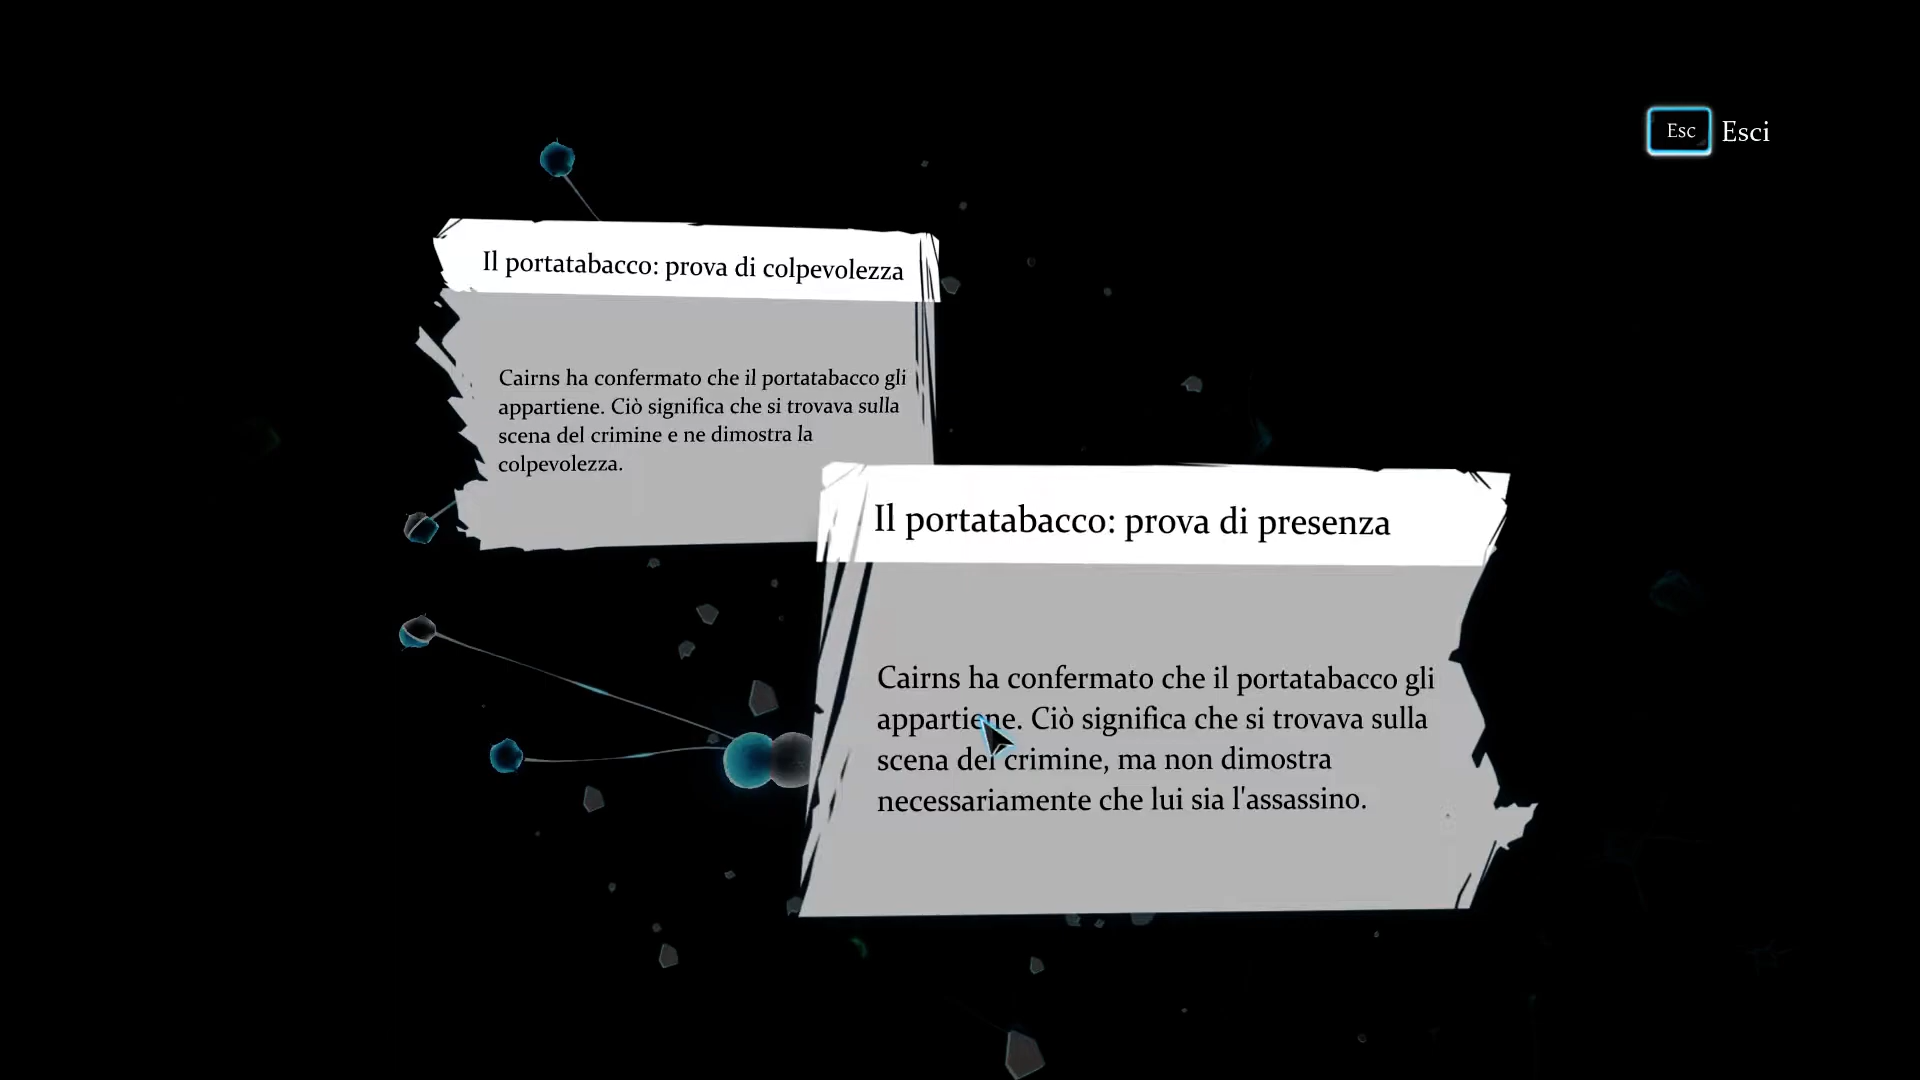 Esc Esci
Il portatabacco: prova di colpevolezza
Cairns ha confermato che il portatabacco gli
appartiene. Ciò significa che si trovava sulla
scena del crimine e ne dimostra la
colpevolezza.
Il portatabacco: prova di presenza
Cairns ha confermato che il portatabacco gli
appartiene. Ciò significa che si trovava sulla
scena del crimine, ma non dimostra
necessariamente che lui sia l'assassino.